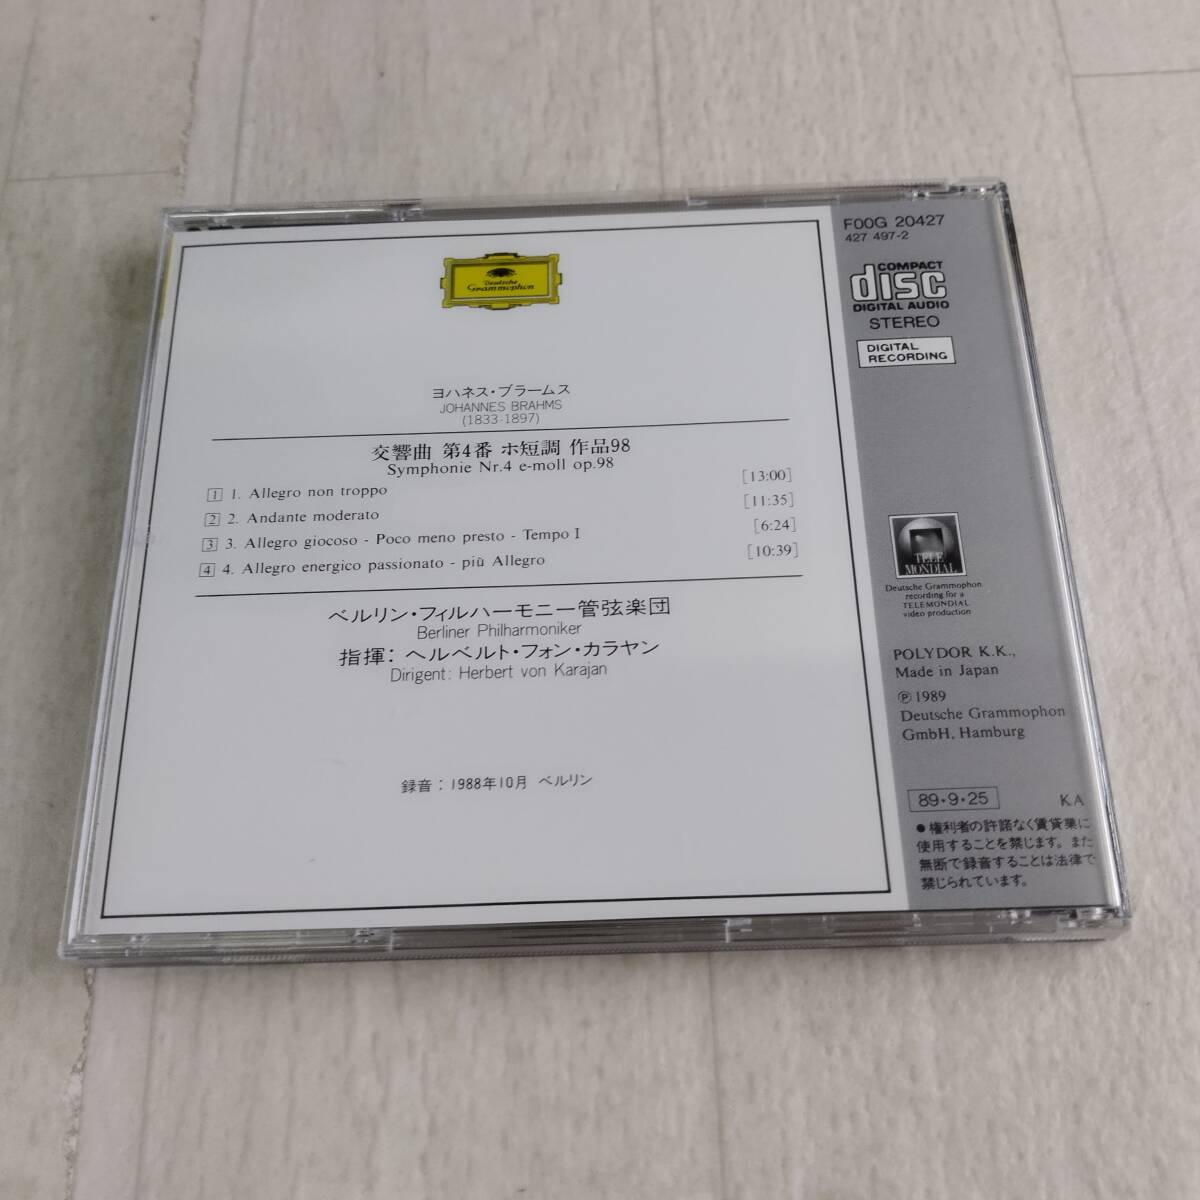 Deutsche
Grammophon
ヨハネス・ブラームス
JOHANNES BRAHMS
(1833-1897)
交響曲 第4番 ホ短調 作品98
Symphonie Nr.4 e-moll op.98
1 1. Allegro non troppo [13:00]
2 2. Andante moderato [11:35]
3 3. Allegro giocoso - Poco meno presto - Tempo I [6:24]
4 4. Allegro energico passionato - più Allegro [10:39]
ベルリン・フィルハーモニー管弦楽団
Berliner Philharmoniker
指揮：ヘルベルト・フォン・カラヤン
Dirigent: Herbert von Karajan
録音：1988年10月 ベルリン
F00G 20427
427 497-2
COMPACT
disc
DIGITAL AUDIO
STEREO
DIGITAL
RECORDING
TELE
MONDIAL
Deutsche Grammophon
recording for a
TELEMONDIAL
video production
POLYDOR K.K.,
Made in Japan
℗ 1989
Deutsche Grammophon
GmbH, Hamburg
89・9・25 KA
●権利者の許諾なく賃貸業に
使用することを禁じます。また
無断で録音することは法律で
禁じられています。